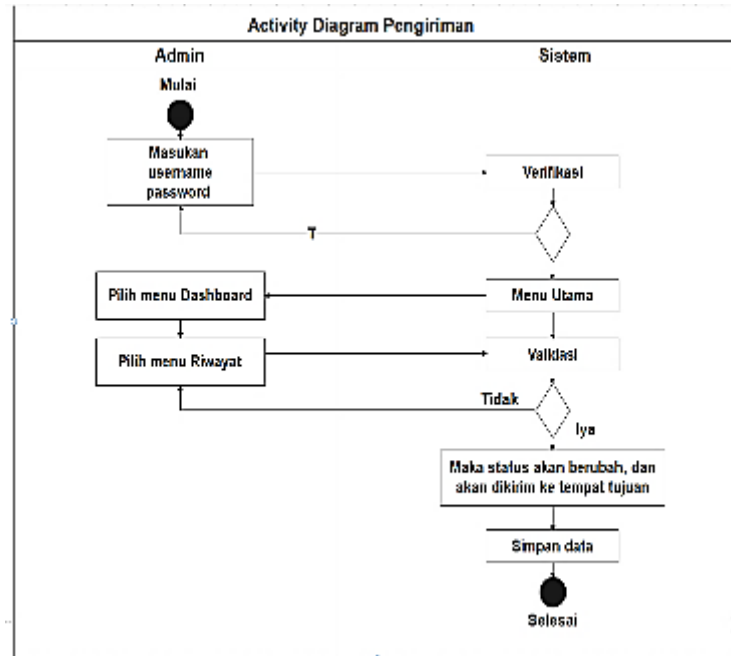 Activity Diagram Pengiriman
Admin
Sistem
Mulai
Masukan
username
password
Verifikasi
T
Pilih menu Dashboard
Menu Utama
Pilih menu Riwayat
Validasi
Tidak
Iya
Maka status akan berubah, dan
akan dikirim ke tempat tujuan
Simpan data
Selesai